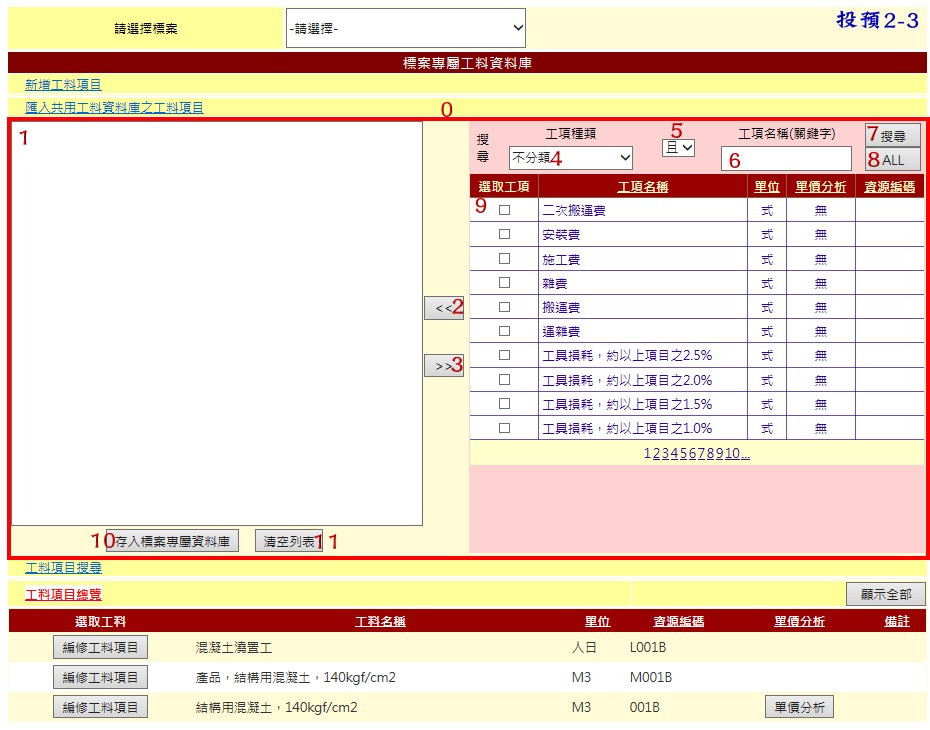 投預2-3
請選擇標案 -請選擇-
標案專屬工料資料庫
新增工料項目
匯入共用工料資料庫之工料項目 0
1
搜尋 工項種類 5 工項名稱(關鍵字) 7搜尋
不分類4 且 6 8 ALL
選取工項 工項名稱 單位 單價分析 資源編碼
9 二次搬運費 式 無
安裝費 式 無
施工費 式 無
雜費 式 無
<<2 搬運費 式 無
運雜費 式 無
>>3 工具損耗，約以上項目之2.5% 式 無
工具損耗，約以上項目之2.0% 式 無
工具損耗，約以上項目之1.5% 式 無
工具損耗，約以上項目之1.0% 式 無
1 2 3 4 5 6 7 8 9 10 ...
10 存入標案專屬資料庫 清空列表 11
工料項目搜尋
工料項目總覽 顯示全部
選取工料 工料名稱 單位 資源編碼 單價分析 備註
編修工料項目 混凝土澆置工 人日 L001B
編修工料項目 產品，結構用混凝土，140kgf/cm2 M3 M001B
編修工料項目 結構用混凝土，140kgf/cm2 M3 001B 單價分析